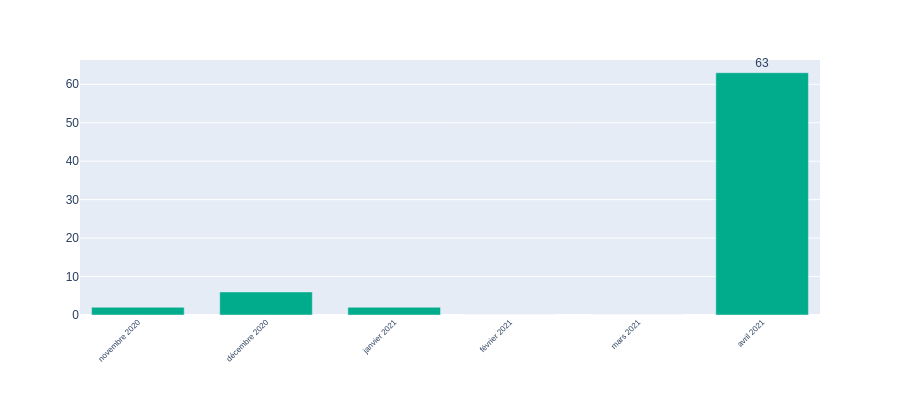 63
60
50
40
30
20
10
0
novembre 2020
décembre 2020
janvier 2021
février 2021
mars 2021
avril 2021